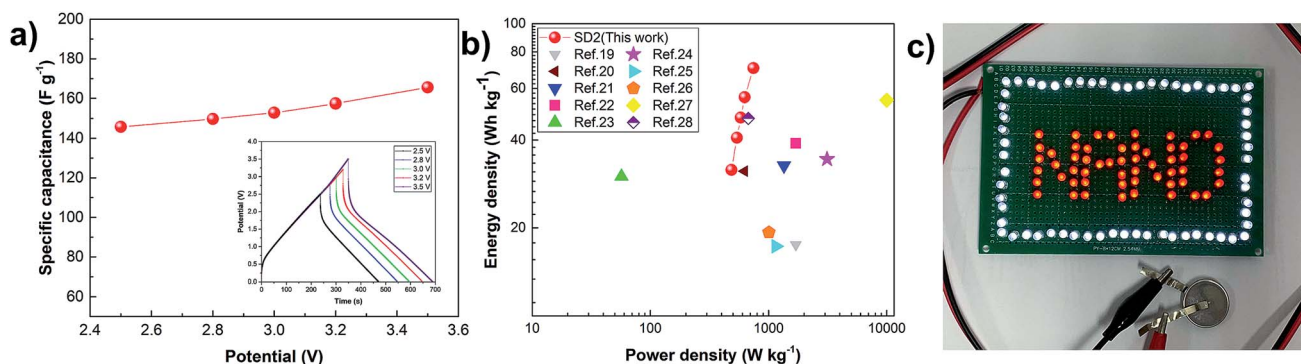 a)
Specific capacitance (F g⁻¹)
200
180
160
140
120
100
80
60
2.4 2.6 2.8 3.0 3.2 3.4 3.6
Potential (V)
Potential (V)
4.0
3.5
3.0
2.5
2.0
1.5
1.0
0.5
0.0
0 100 200 300 400 500 600 700
Time (s)
2.5 V
2.8 V
3.0 V
3.2 V
3.5 V
b)
Energy density (Wh kg⁻¹)
100
80
60
40
20
10 100 1000 10000
Power density (W kg⁻¹)
SD2(This work)
Ref.19 Ref.24
Ref.20 Ref.25
Ref.21 Ref.26
Ref.22 Ref.27
Ref.23 Ref.28
c)
NANO